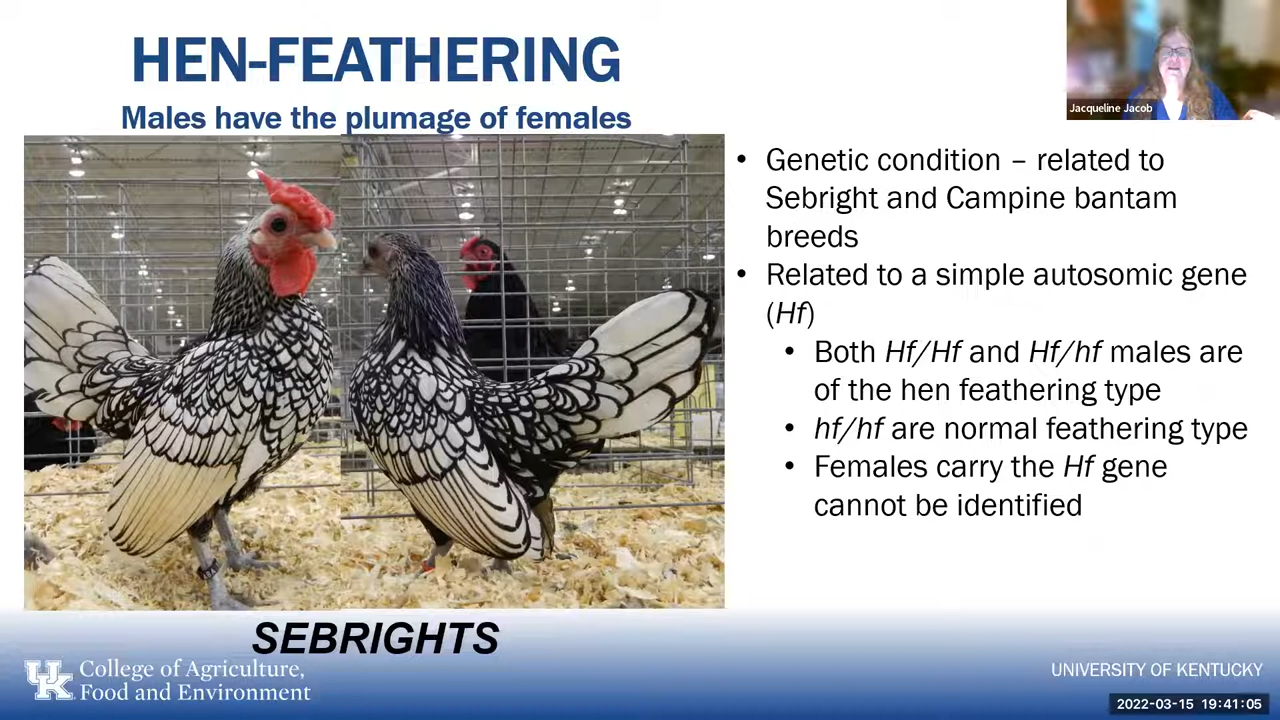 HEN-FEATHERING
Males have the plumage of females
Jacqueline Jacob
• Genetic condition – related to
Sebright and Campine bantam
breeds
• Related to a simple autosomic gene
(Hf)
• Both Hf/Hf and Hf/hf males are
of the hen feathering type
• hf/hf are normal feathering type
• Females carry the Hf gene
cannot be identified
SEBRIGHTS
UK
College of Agriculture,
Food and Environment
UNIVERSITY OF KENTUCKY
2022-03-15 19:41:05